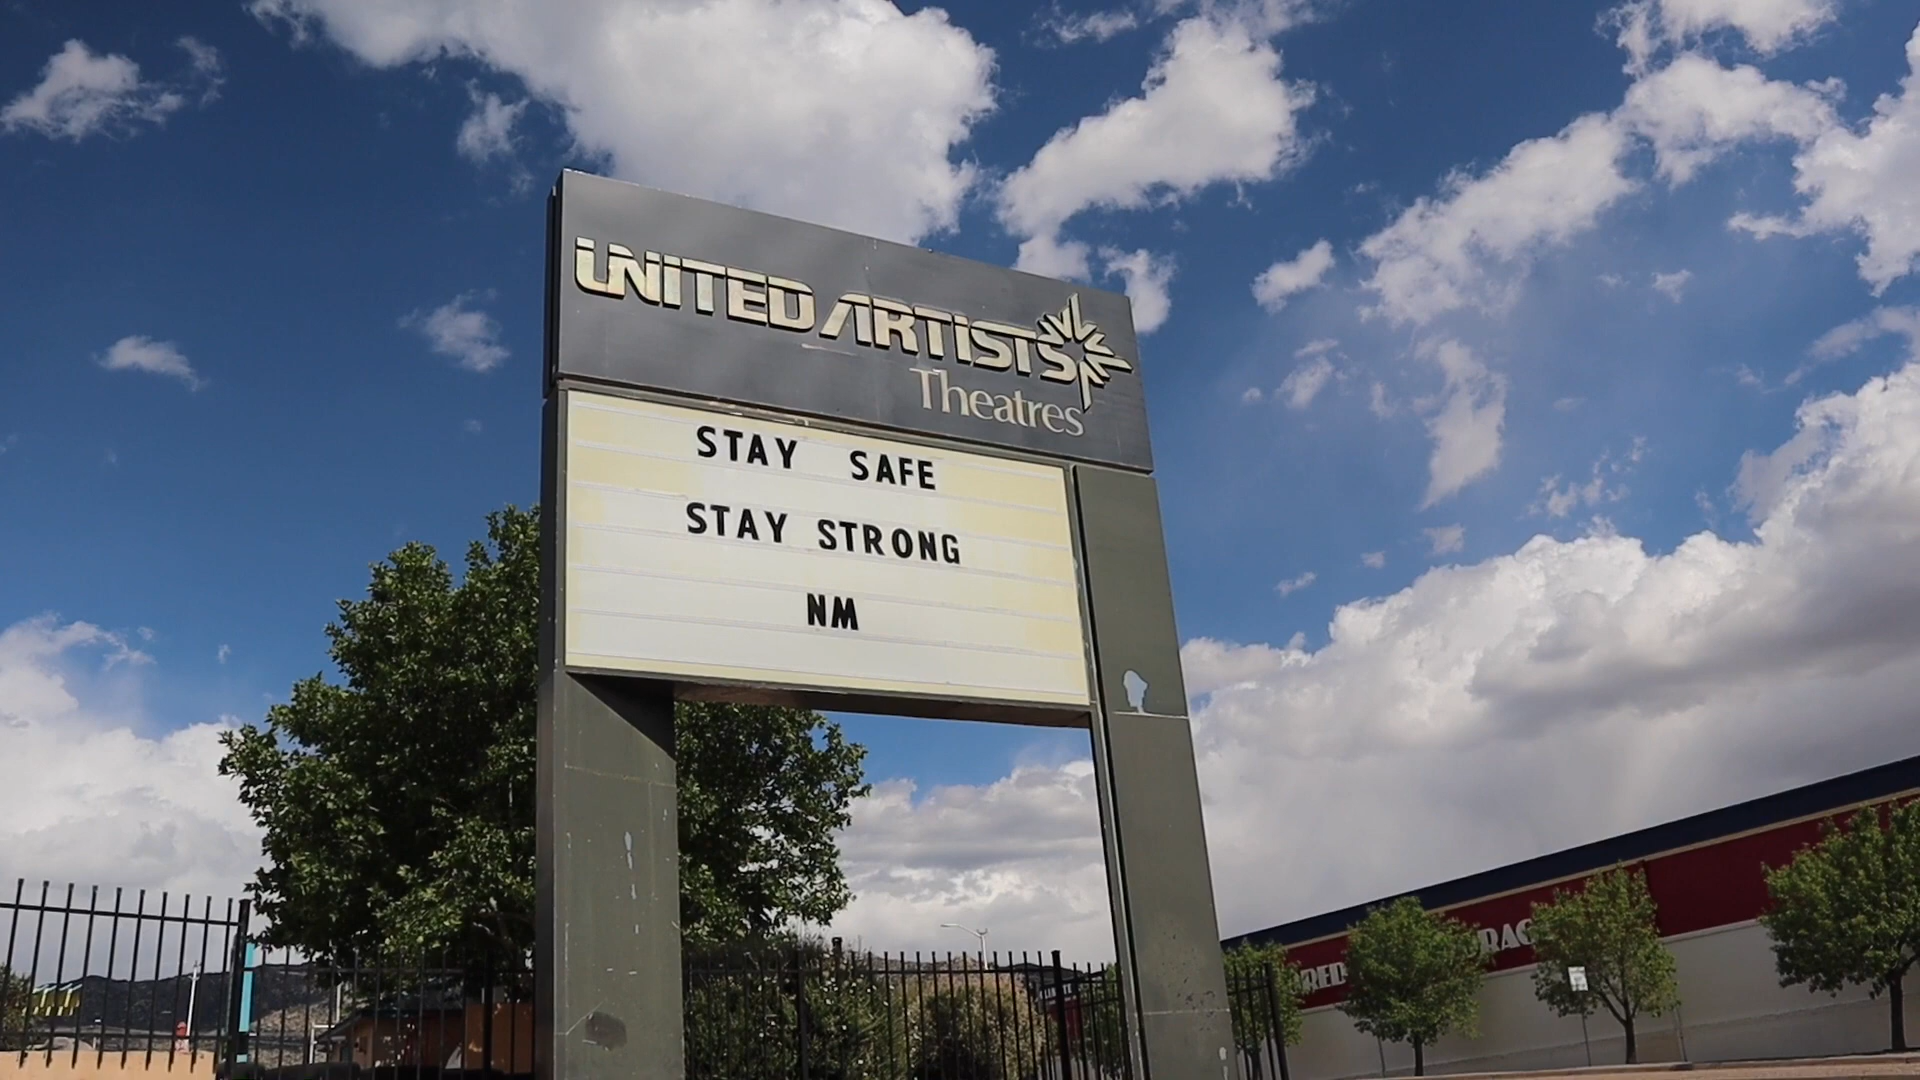 UNITED ARTISTS
Theatres
STAY SAFE
STAY STRONG
NM